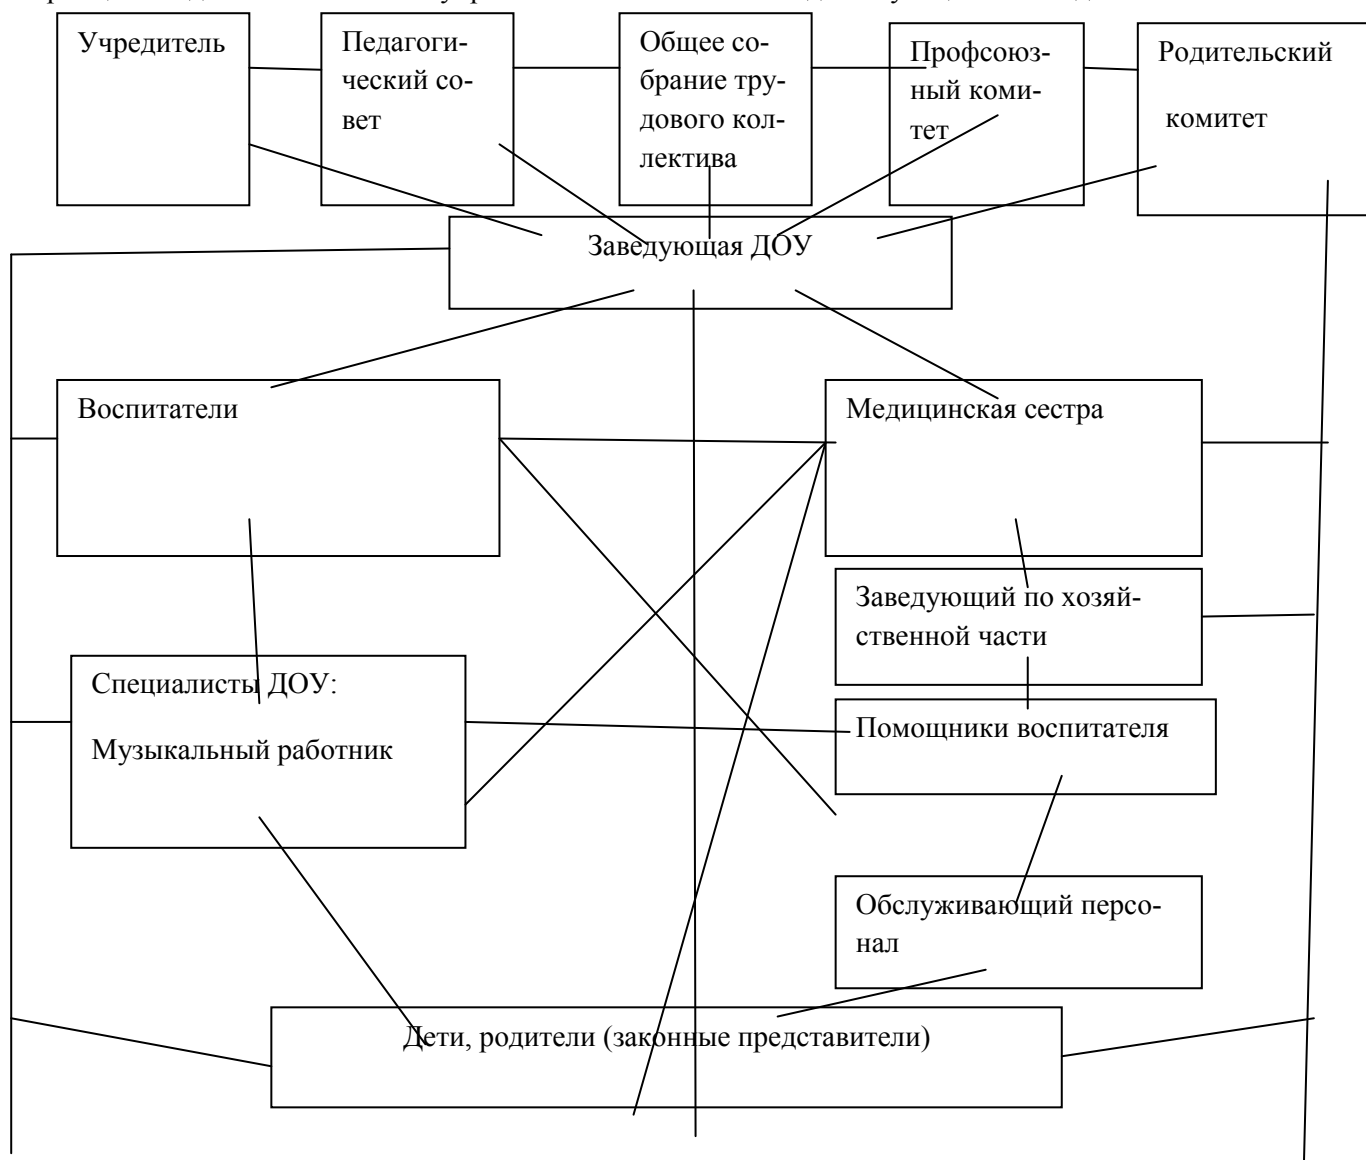 Учредитель
Педагоги-
ческий со-
вет
Общее со-
брание тру-
дового кол-
лектива
Профсоюз-
ный коми-
тет
Родительский
комитет
Заведующая ДОУ
Воспитатели
Медицинская сестра
Заведующий по хозяй-
ственной части
Специалисты ДОУ:
Музыкальный работник
Помощники воспитателя
Обслуживающий персо-
нал
Дети, родители (законные представители)